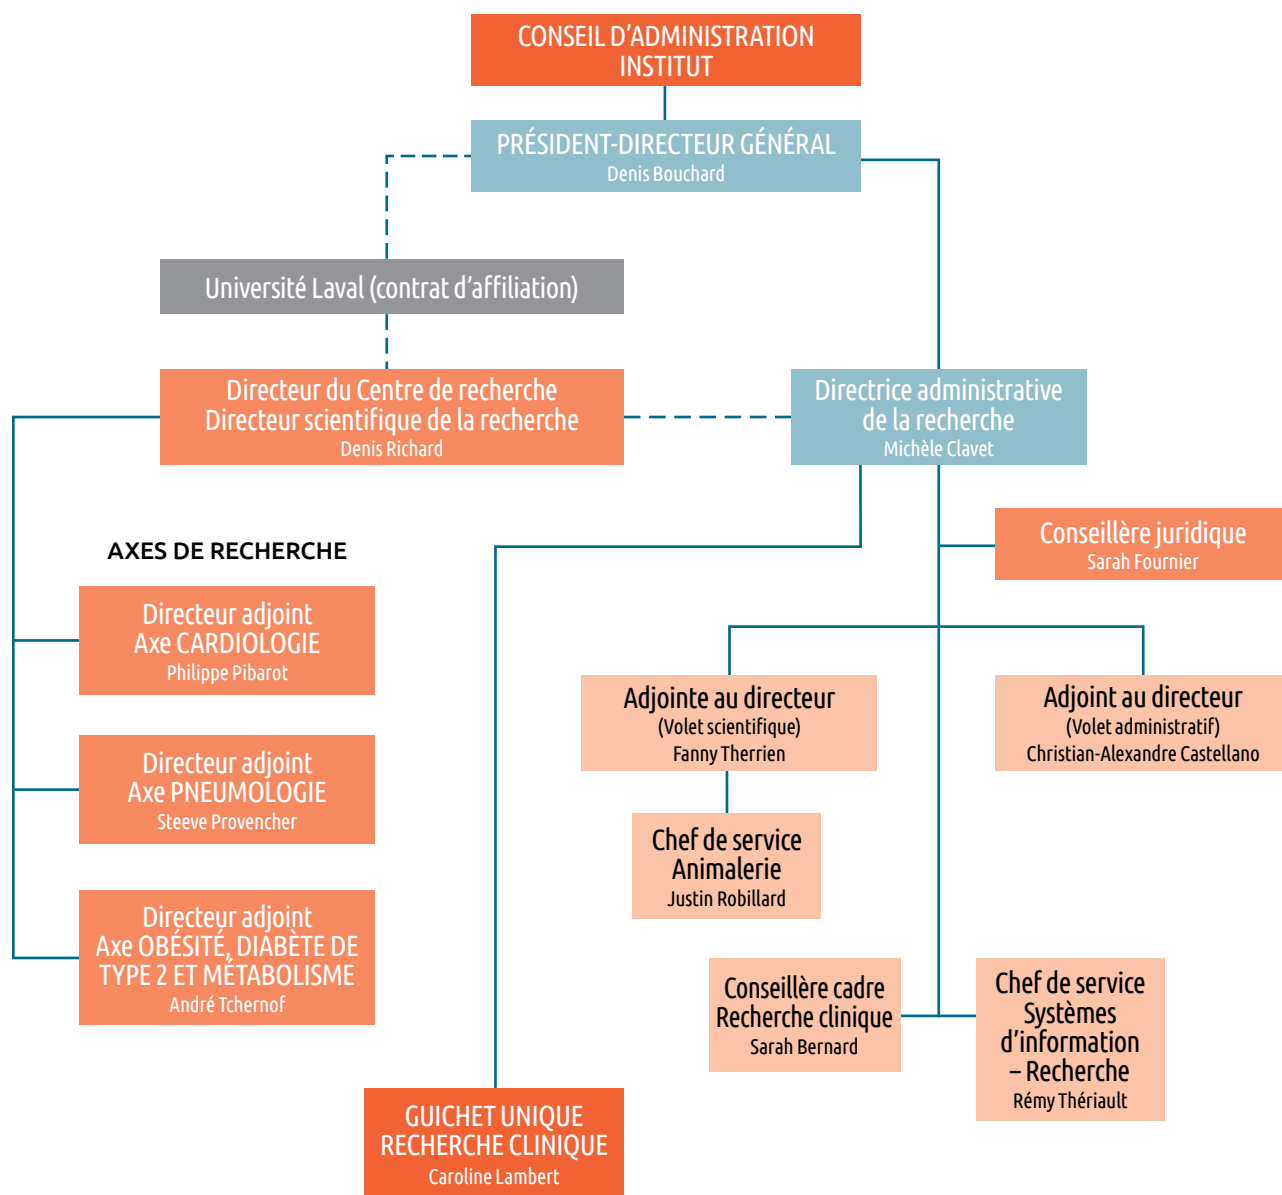 CONSEIL D’ADMINISTRATION
INSTITUT
PRÉSIDENT-DIRECTEUR GÉNÉRAL
Denis Bouchard
Université Laval (contrat d’affiliation)
Directeur du Centre de recherche
Directeur scientifique de la recherche
Denis Richard
Directrice administrative
de la recherche
Michèle Clavet
Conseillère juridique
Sarah Fournier
AXES DE RECHERCHE
Directeur adjoint
Axe CARDIOLOGIE
Philippe Pibarot
Directeur adjoint
Axe PNEUMOLOGIE
Steeve Provencher
Directeur adjoint
Axe OBÉSITÉ, DIABÈTE DE
TYPE 2 ET MÉTABOLISME
André Tchernof
Adjointe au directeur
(Volet scientifique)
Fanny Therrien
Adjoint au directeur
(Volet administratif)
Christian-Alexandre Castellano
Chef de service
Animalerie
Justin Robillard
Conseillère cadre
Recherche clinique
Sarah Bernard
Chef de service
Systèmes
d’information
– Recherche
Rémy Thériault
GUICHET UNIQUE
RECHERCHE CLINIQUE
Caroline Lambert